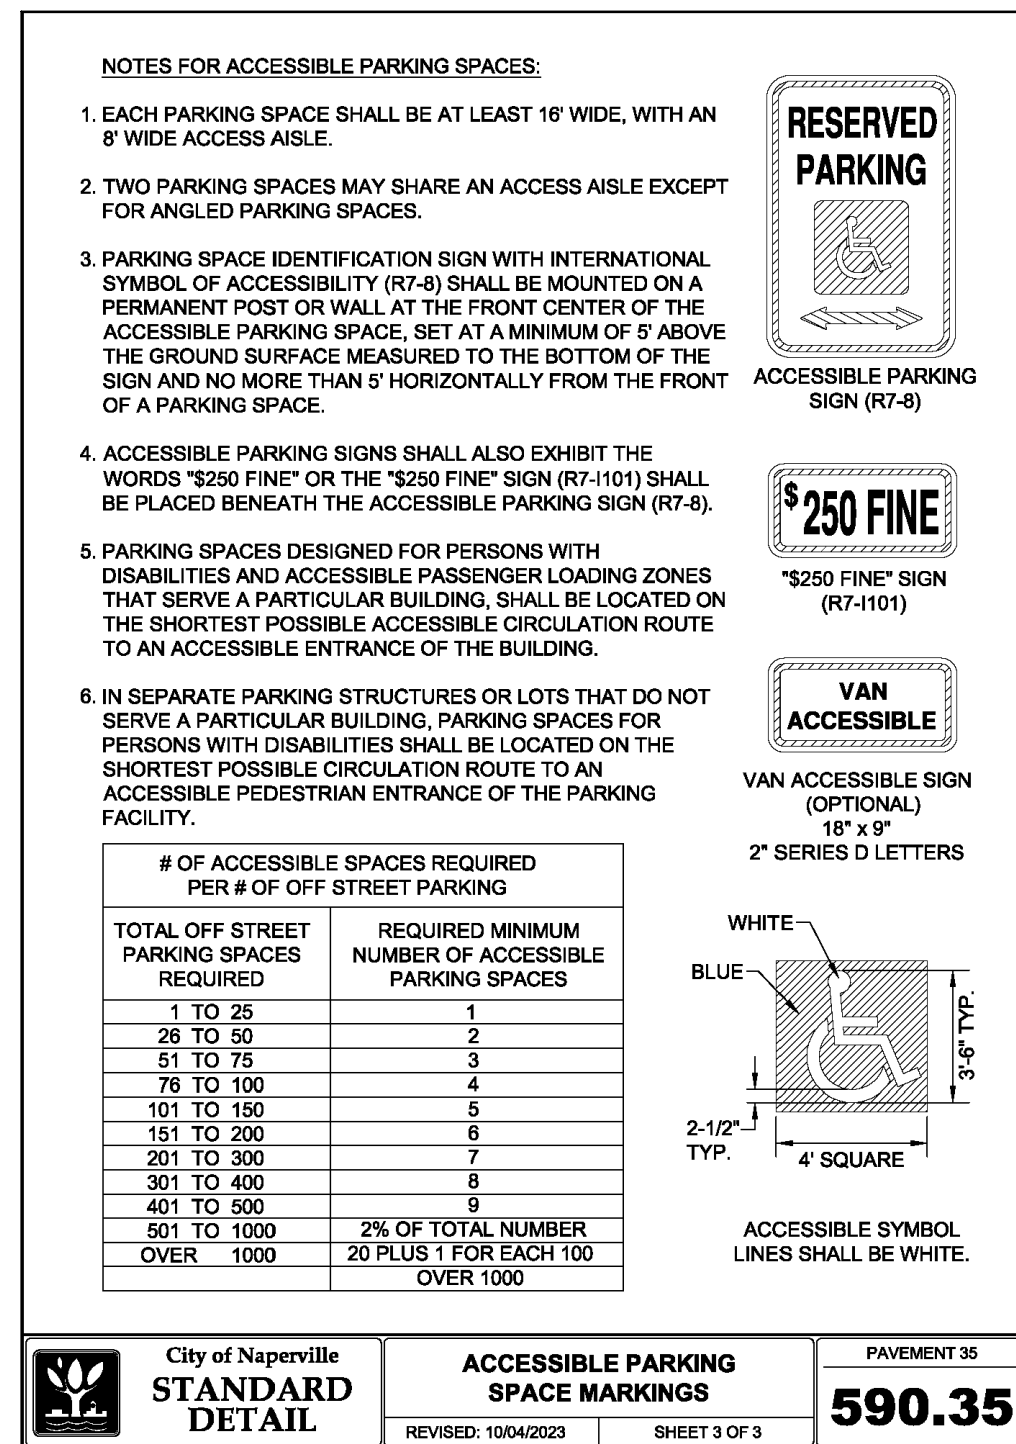 NOTES FOR ACCESSIBLE PARKING SPACES:
1. EACH PARKING SPACE SHALL BE AT LEAST 16' WIDE, WITH AN
8' WIDE ACCESS AISLE.
2. TWO PARKING SPACES MAY SHARE AN ACCESS AISLE EXCEPT
FOR ANGLED PARKING SPACES.
3. PARKING SPACE IDENTIFICATION SIGN WITH INTERNATIONAL
SYMBOL OF ACCESSIBILITY (R7-8) SHALL BE MOUNTED ON A
PERMANENT POST OR WALL AT THE FRONT CENTER OF THE
ACCESSIBLE PARKING SPACE, SET AT A MINIMUM OF 5' ABOVE
THE GROUND SURFACE MEASURED TO THE BOTTOM OF THE
SIGN AND NO MORE THAN 5' HORIZONTALLY FROM THE FRONT
OF A PARKING SPACE.
4. ACCESSIBLE PARKING SIGNS SHALL ALSO EXHIBIT THE
WORDS "$250 FINE" OR THE "$250 FINE" SIGN (R7-I101) SHALL
BE PLACED BENEATH THE ACCESSIBLE PARKING SIGN (R7-8).
5. PARKING SPACES DESIGNED FOR PERSONS WITH
DISABILITIES AND ACCESSIBLE PASSENGER LOADING ZONES
THAT SERVE A PARTICULAR BUILDING, SHALL BE LOCATED ON
THE SHORTEST POSSIBLE ACCESSIBLE CIRCULATION ROUTE
TO AN ACCESSIBLE ENTRANCE OF THE BUILDING.
6. IN SEPARATE PARKING STRUCTURES OR LOTS THAT DO NOT
SERVE A PARTICULAR BUILDING, PARKING SPACES FOR
PERSONS WITH DISABILITIES SHALL BE LOCATED ON THE
SHORTEST POSSIBLE CIRCULATION ROUTE TO AN
ACCESSIBLE PEDESTRIAN ENTRANCE OF THE PARKING
FACILITY.
RESERVED
PARKING
ACCESSIBLE PARKING
SIGN (R7-8)
$250 FINE
"$250 FINE" SIGN
(R7-I101)
VAN
ACCESSIBLE
VAN ACCESSIBLE SIGN
(OPTIONAL)
18" x 9"
2" SERIES D LETTERS
# OF ACCESSIBLE SPACES REQUIRED
PER # OF OFF STREET PARKING
TOTAL OFF STREET
PARKING SPACES
REQUIRED
REQUIRED MINIMUM
NUMBER OF ACCESSIBLE
PARKING SPACES
1 TO 25 1
26 TO 50 2
51 TO 75 3
76 TO 100 4
101 TO 150 5
151 TO 200 6
201 TO 300 7
301 TO 400 8
401 TO 500 9
501 TO 1000 2% OF TOTAL NUMBER
OVER 1000 20 PLUS 1 FOR EACH 100
OVER 1000
WHITE
BLUE
3'-6" TYP.
2-1/2"
TYP.
4' SQUARE
ACCESSIBLE SYMBOL
LINES SHALL BE WHITE.
City of Naperville
STANDARD
DETAIL
ACCESSIBLE PARKING
SPACE MARKINGS
REVISED: 10/04/2023
SHEET 3 OF 3
PAVEMENT 35
590.35